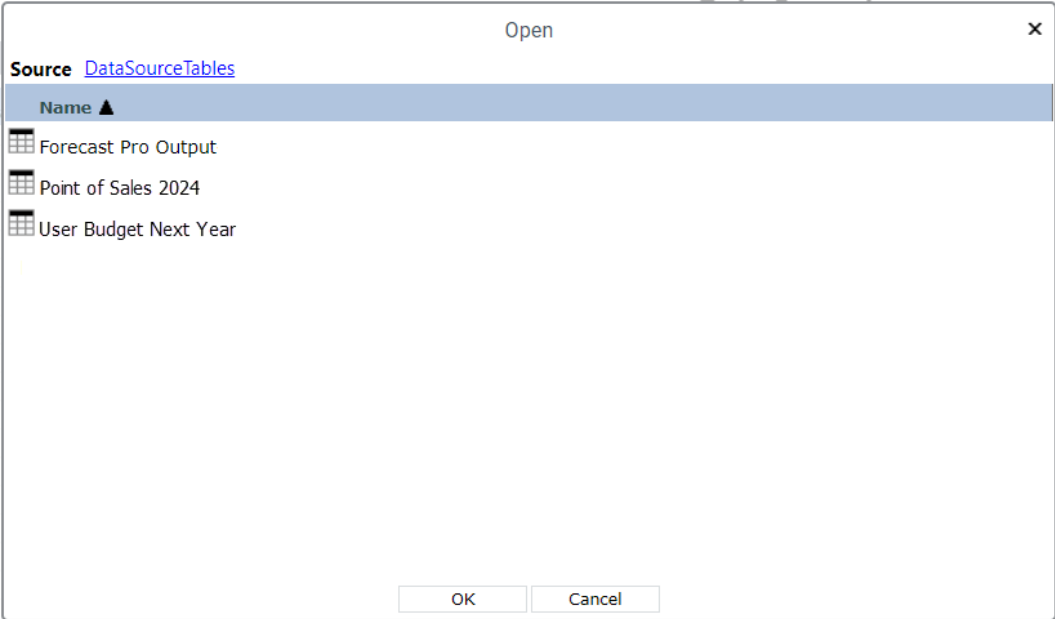 Open
Source DataSourceTables
Name
Forecast Pro Output
Point of Sales 2024
User Budget Next Year
OK Cancel